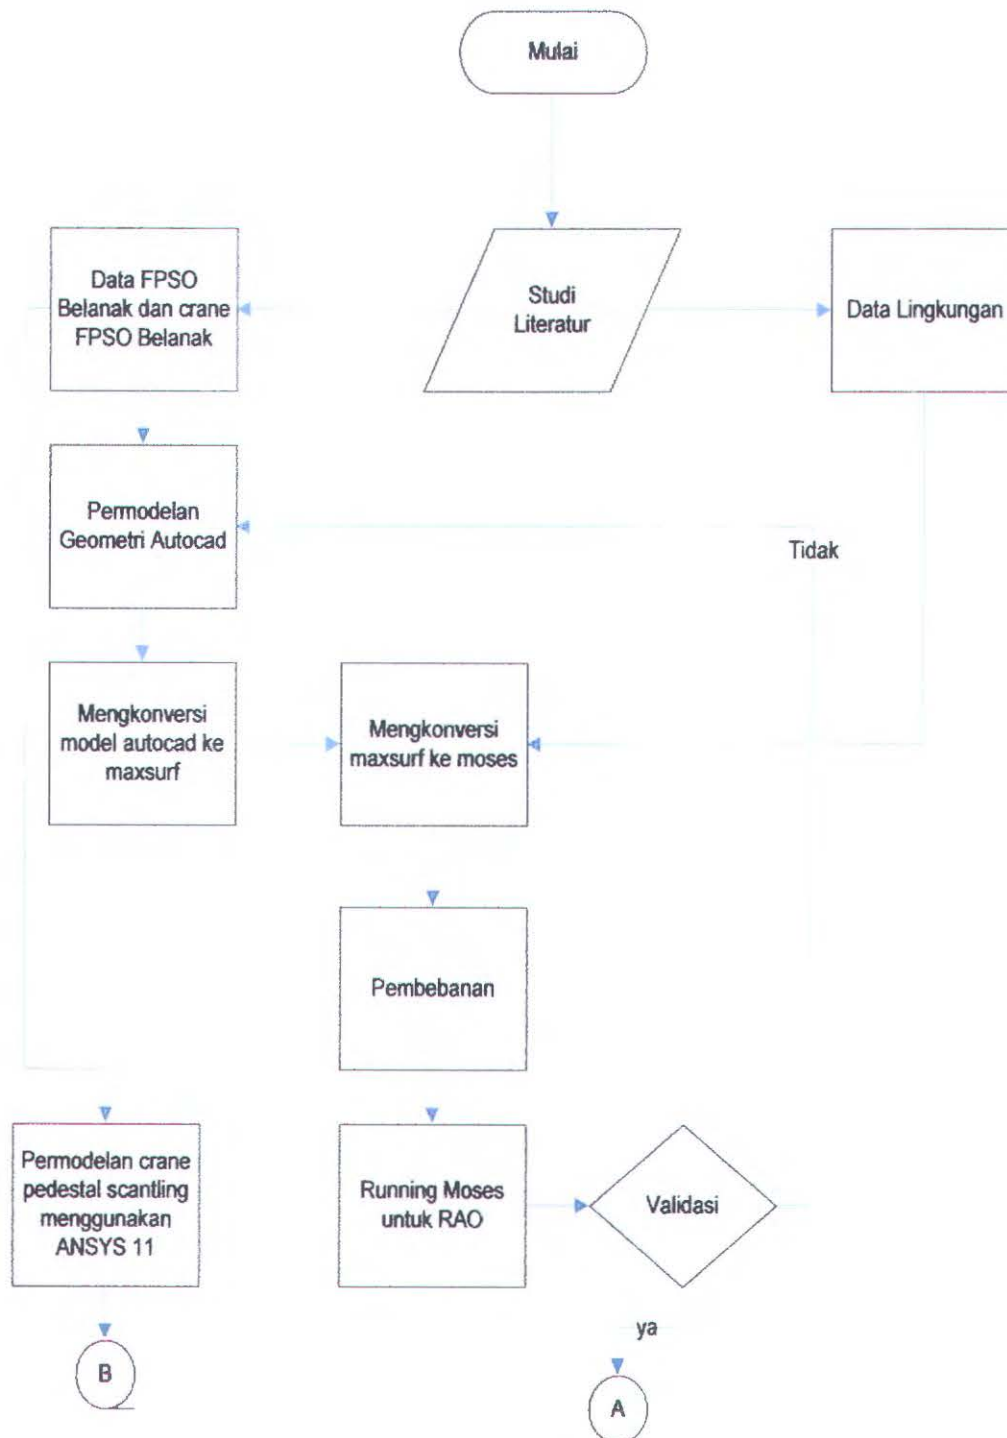 Mulai
Data FPSO
Belanak dan crane
FPSO Belanak
Studi
Literatur
Data Lingkungan
Permodelan
Geometri Autocad
Tidak
Mengkonversi
model autocad ke
maxsurf
Mengkonversi
maxsurf ke moses
Pembebanan
Permodelan crane
pedestal scantling
menggunakan
ANSYS 11
Running Moses
untuk RAO
Validasi
ya
B
A